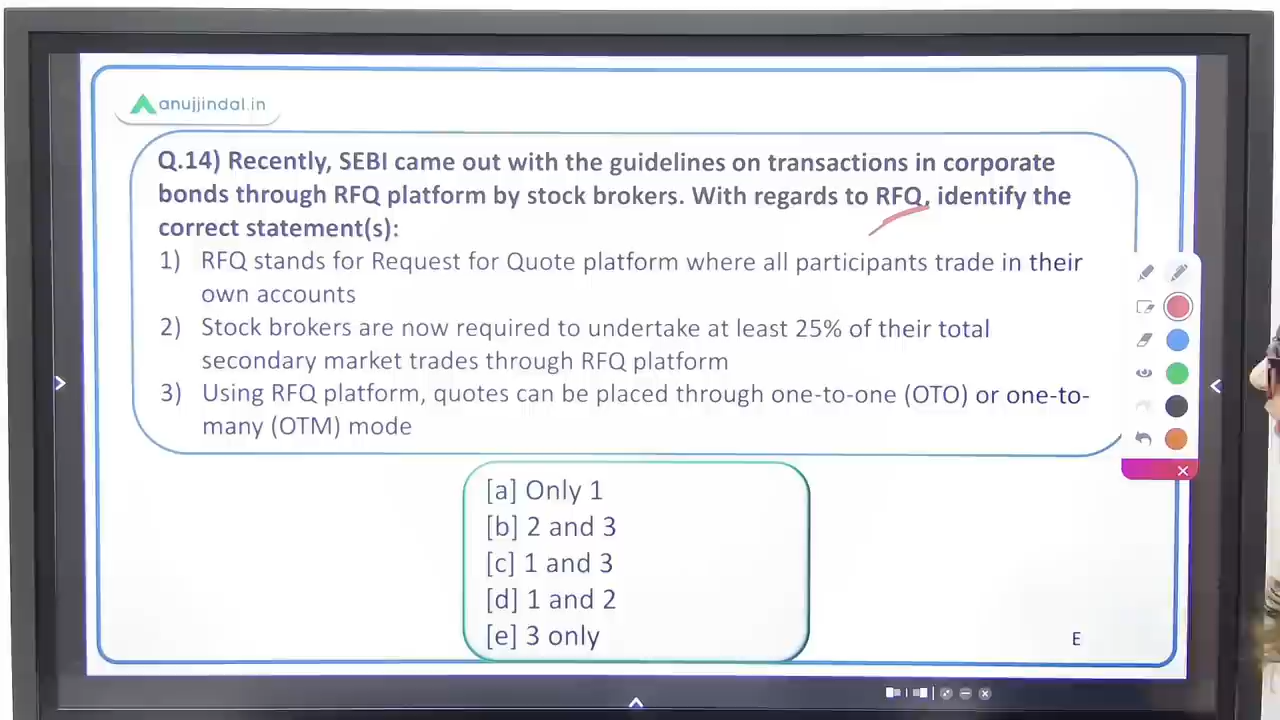 anujjindal.in
Q.14) Recently, SEBI came out with the guidelines on transactions in corporate
bonds through RFQ platform by stock brokers. With regards to RFQ, identify the
correct statement(s):
1) RFQ stands for Request for Quote platform where all participants trade in their
own accounts
2) Stock brokers are now required to undertake at least 25% of their total
secondary market trades through RFQ platform
3) Using RFQ platform, quotes can be placed through one-to-one (OTO) or one-to-
many (OTM) mode
[a] Only 1
[b] 2 and 3
[c] 1 and 3
[d] 1 and 2
[e] 3 only
E